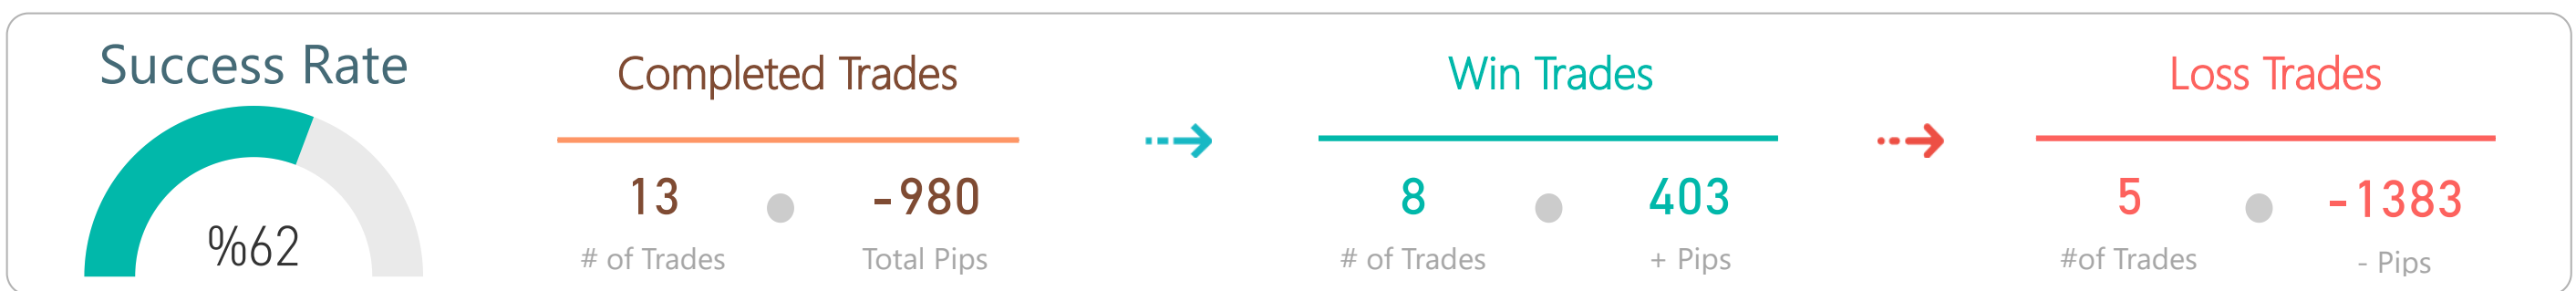 Success Rate
%62
Completed Trades
13 -980
# of Trades Total Pips
Win Trades
8 403
# of Trades + Pips
Loss Trades
5 -1383
#of Trades - Pips